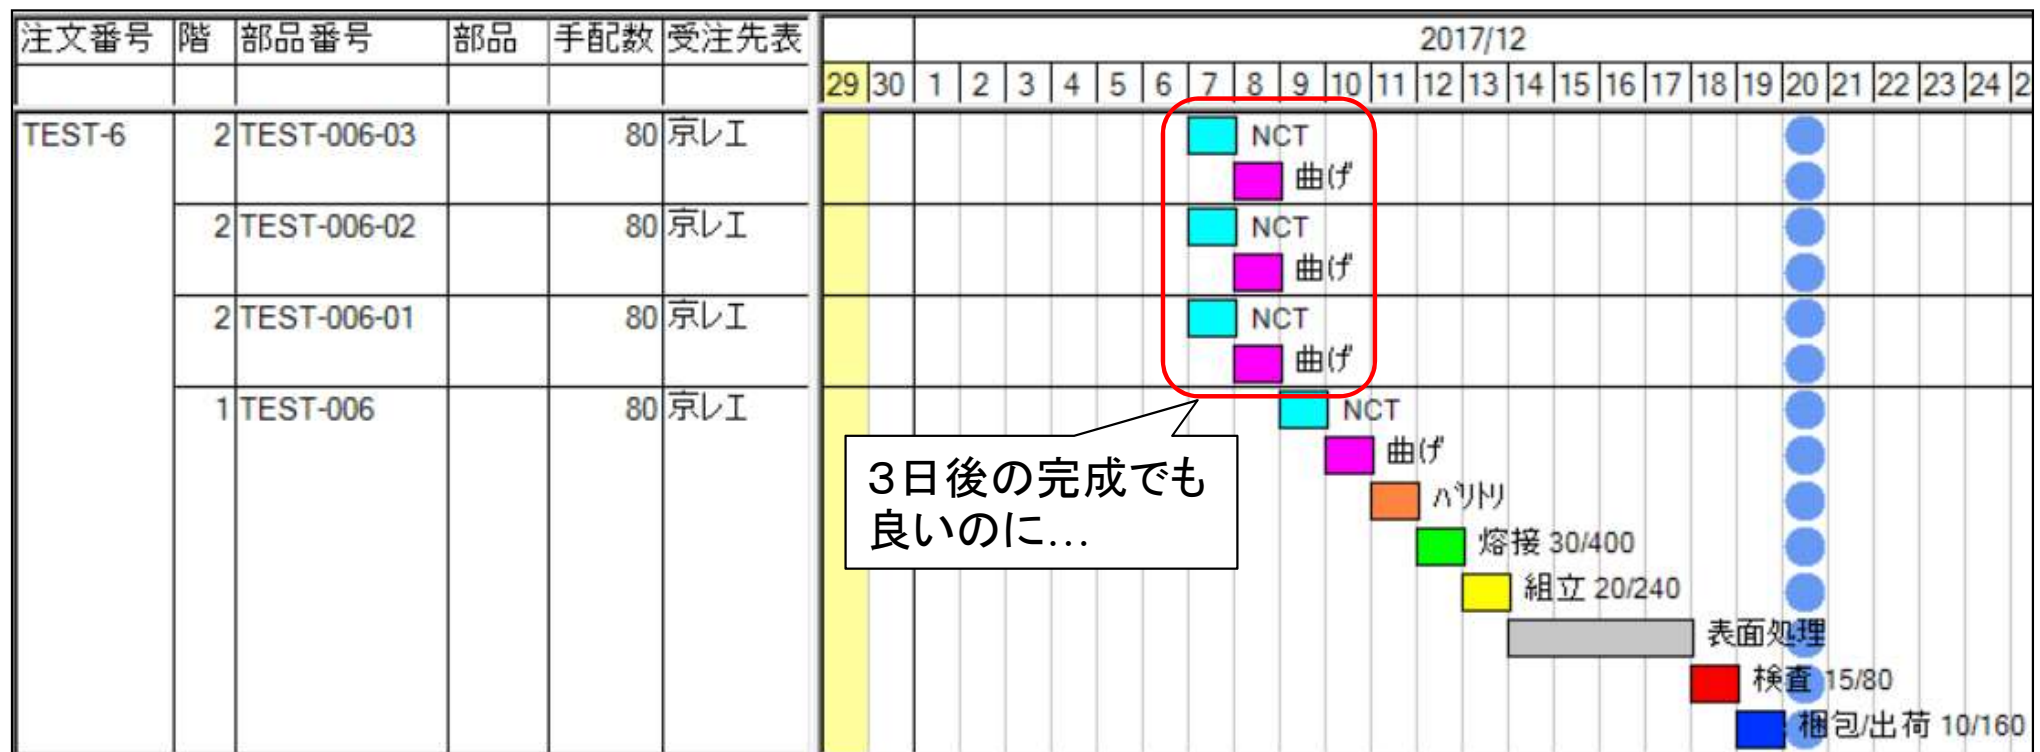 注文番号 階 部品番号 部品 手配数 受注先表 2017/12
29 30 1 2 3 4 5 6 7 8 9 10 11 12 13 14 15 16 17 18 19 20 21 22 23 24 2
TEST-6 2 TEST-006-03 80 京レエ NCT
曲げ
2 TEST-006-02 80 京レエ NCT
曲げ
2 TEST-006-01 80 京レエ NCT
曲げ
1 TEST-006 80 京レエ NCT
曲げ
バリトリ
熔接 30/400
組立 20/240
表面処理
検査 15/80
梱包/出荷 10/160
３日後の完成でも
良いのに…